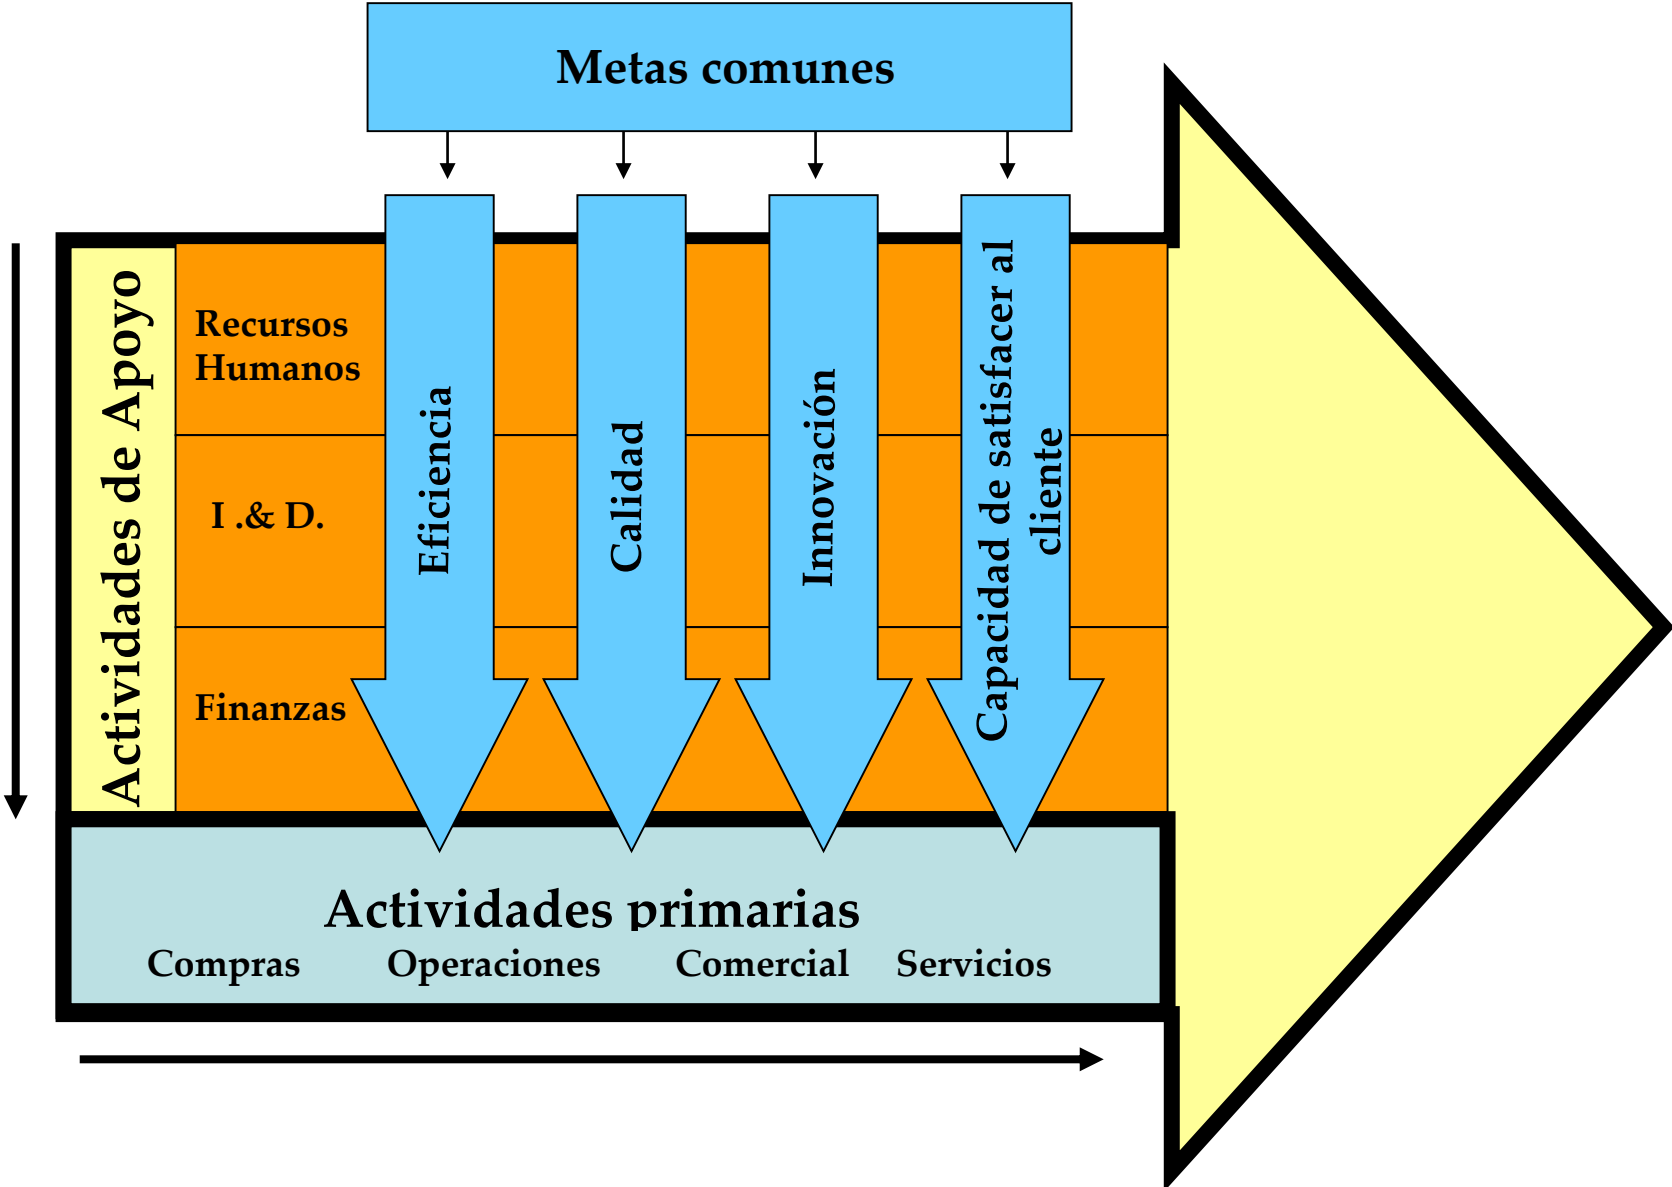 Metas comunes
Actividades de Apoyo
Recursos
Humanos
I .& D.
Finanzas
Eficiencia
Calidad
Innovación
Capacidad de satisfacer al
cliente
Actividades primarias
Compras Operaciones Comercial Servicios